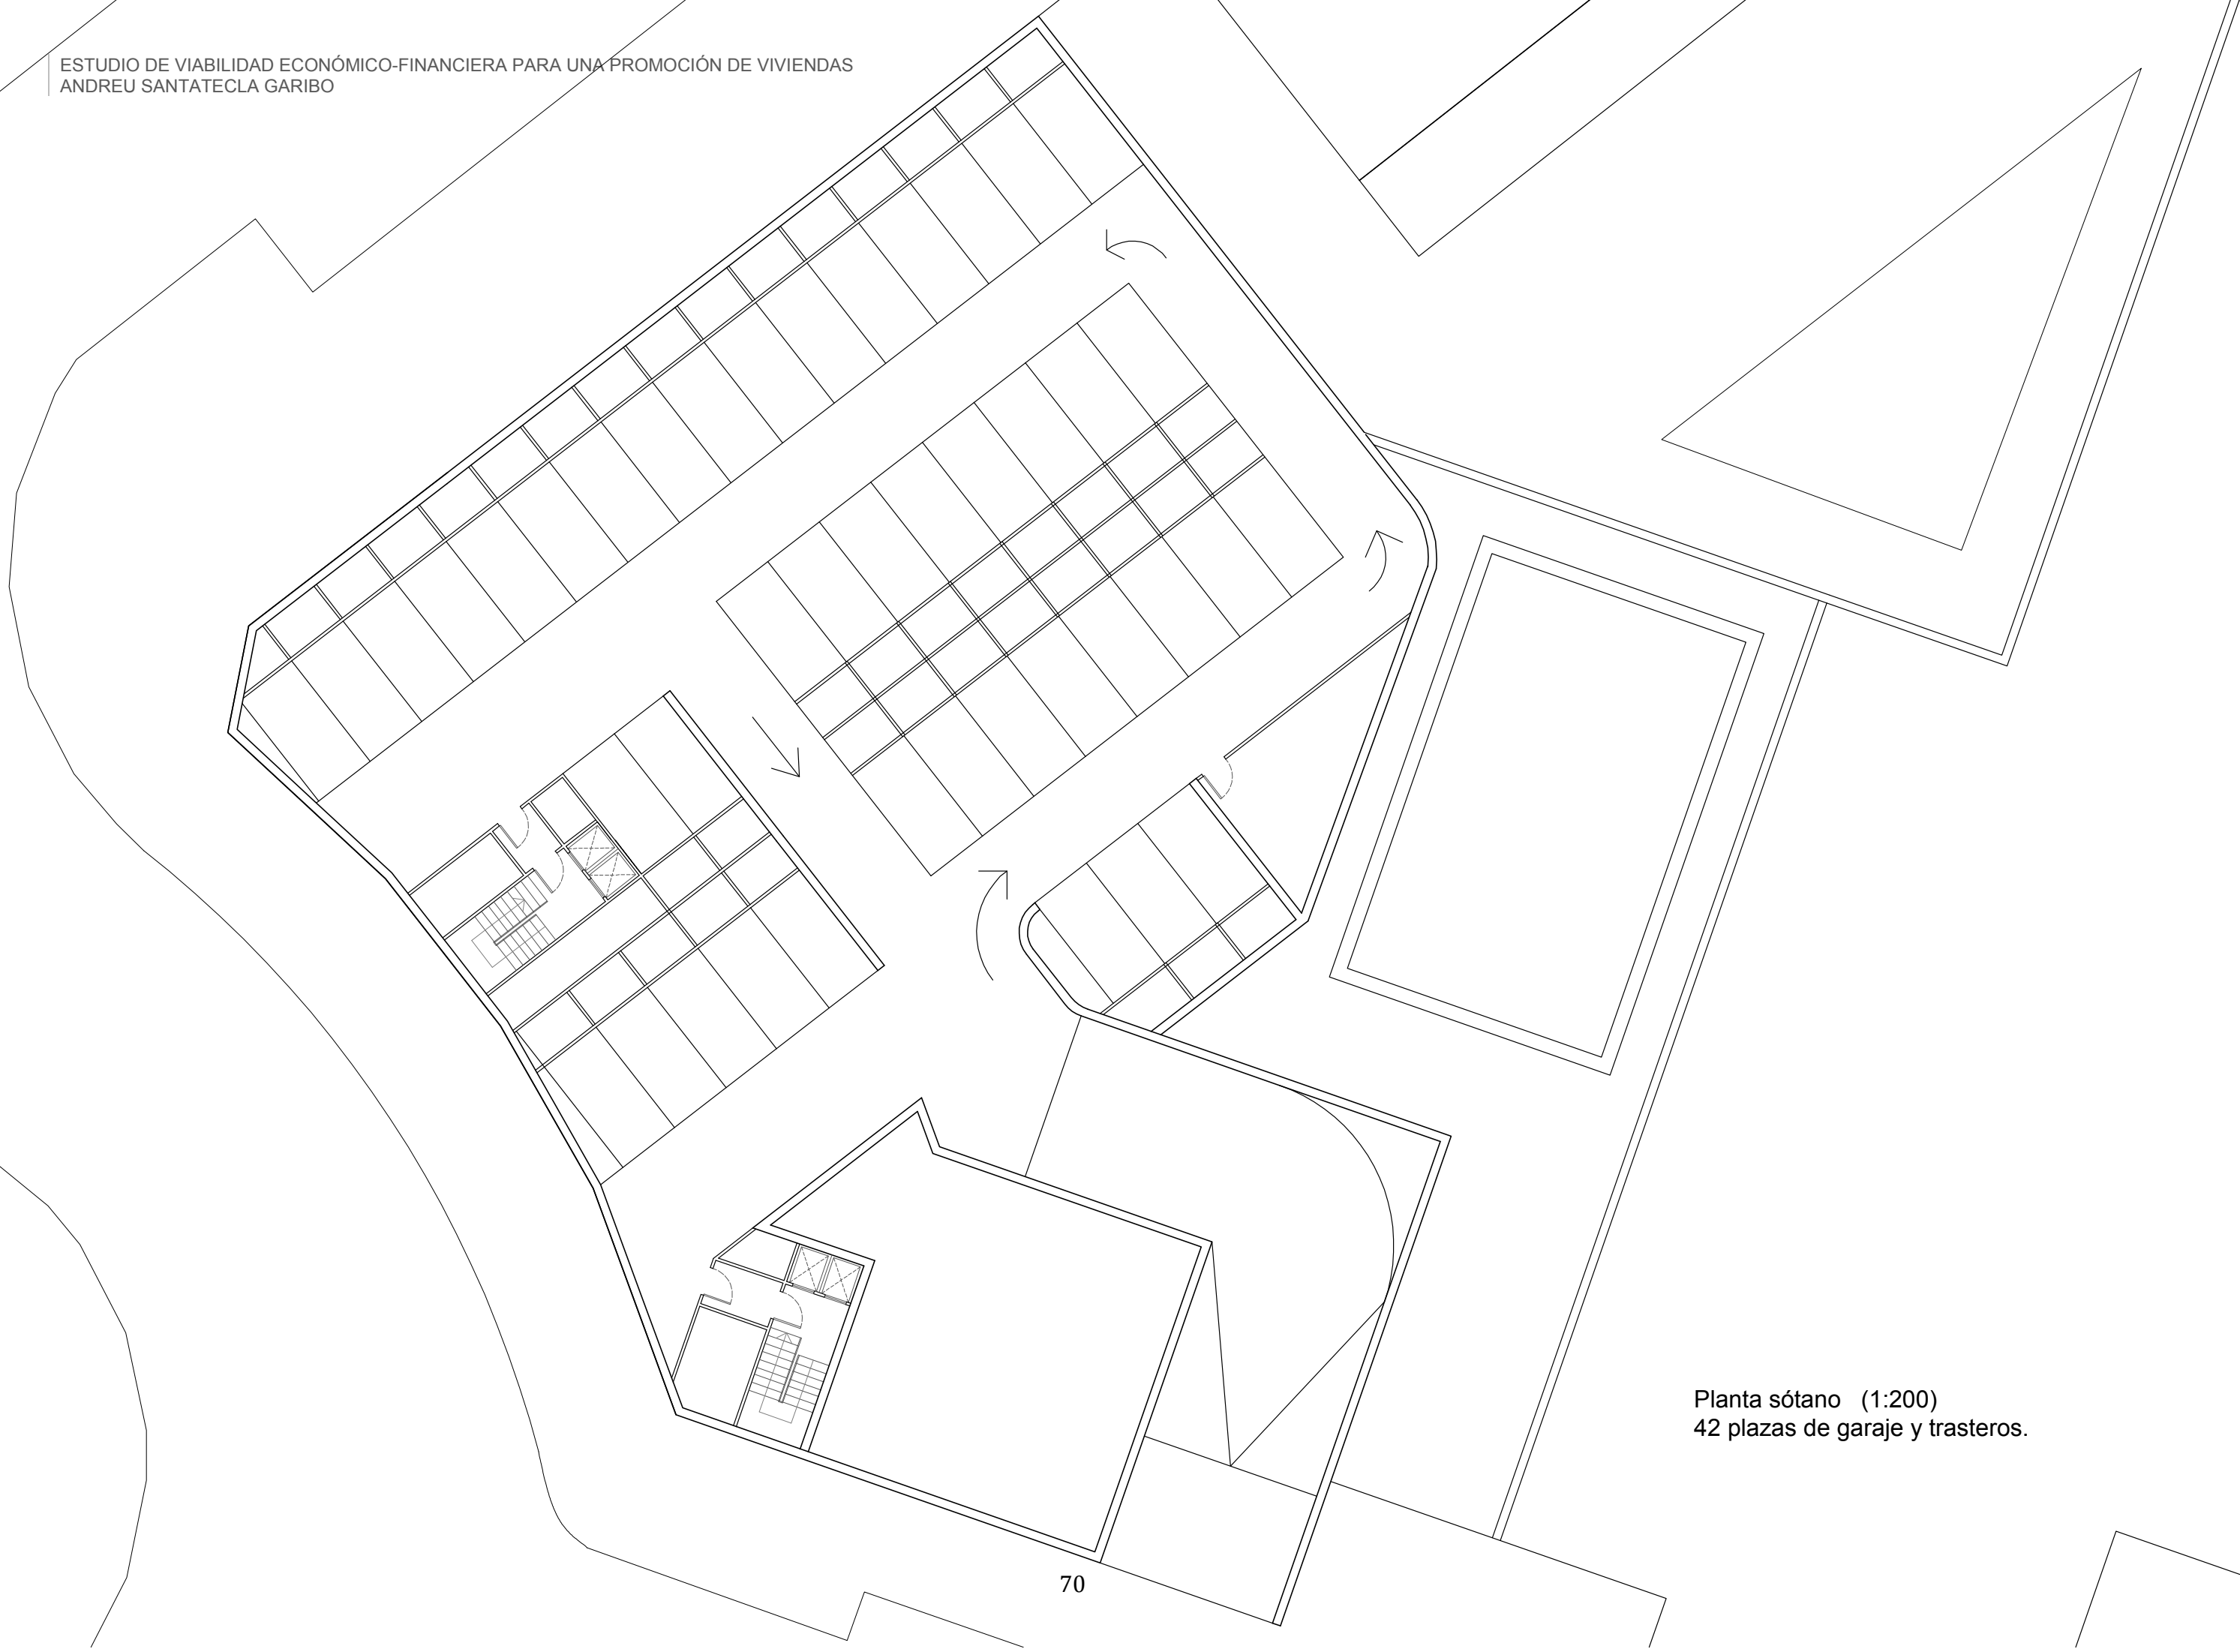 ESTUDIO DE VIABILIDAD ECONÓMICO-FINANCIERA PARA UNA PROMOCIÓN DE VIVIENDAS
ANDREU SANTATECLA GARIBO
Planta sótano (1:200)
42 plazas de garaje y trasteros.
70